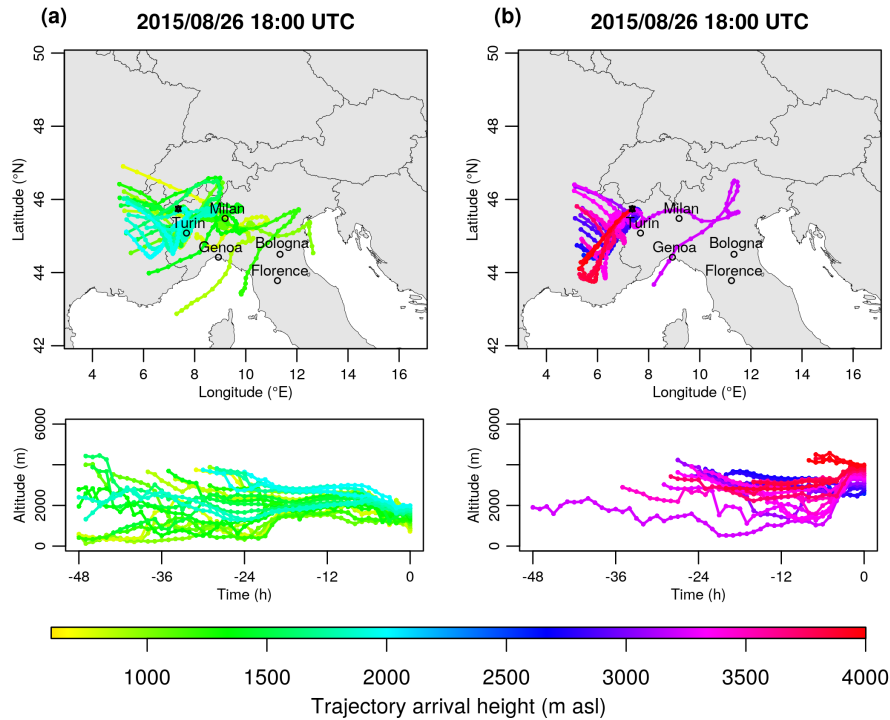 (a)
2015/08/26 18:00 UTC
50
48
46
44
42
Latitude (°N)
Milan
Turin
Genoa
Bologna
Florence
4
6
8
10
12
14
16
Longitude (°E)
6000
2000
0
Altitude (m)
-48
-36
-24
-12
0
Time (h)
(b)
2015/08/26 18:00 UTC
50
48
46
44
42
Latitude (°N)
Milan
Turin
Genoa
Bologna
Florence
4
6
8
10
12
14
16
Longitude (°E)
6000
2000
0
Altitude (m)
-48
-36
-24
-12
0
Time (h)
1000 1500 2000 2500 3000 3500 4000
Trajectory arrival height (m asl)